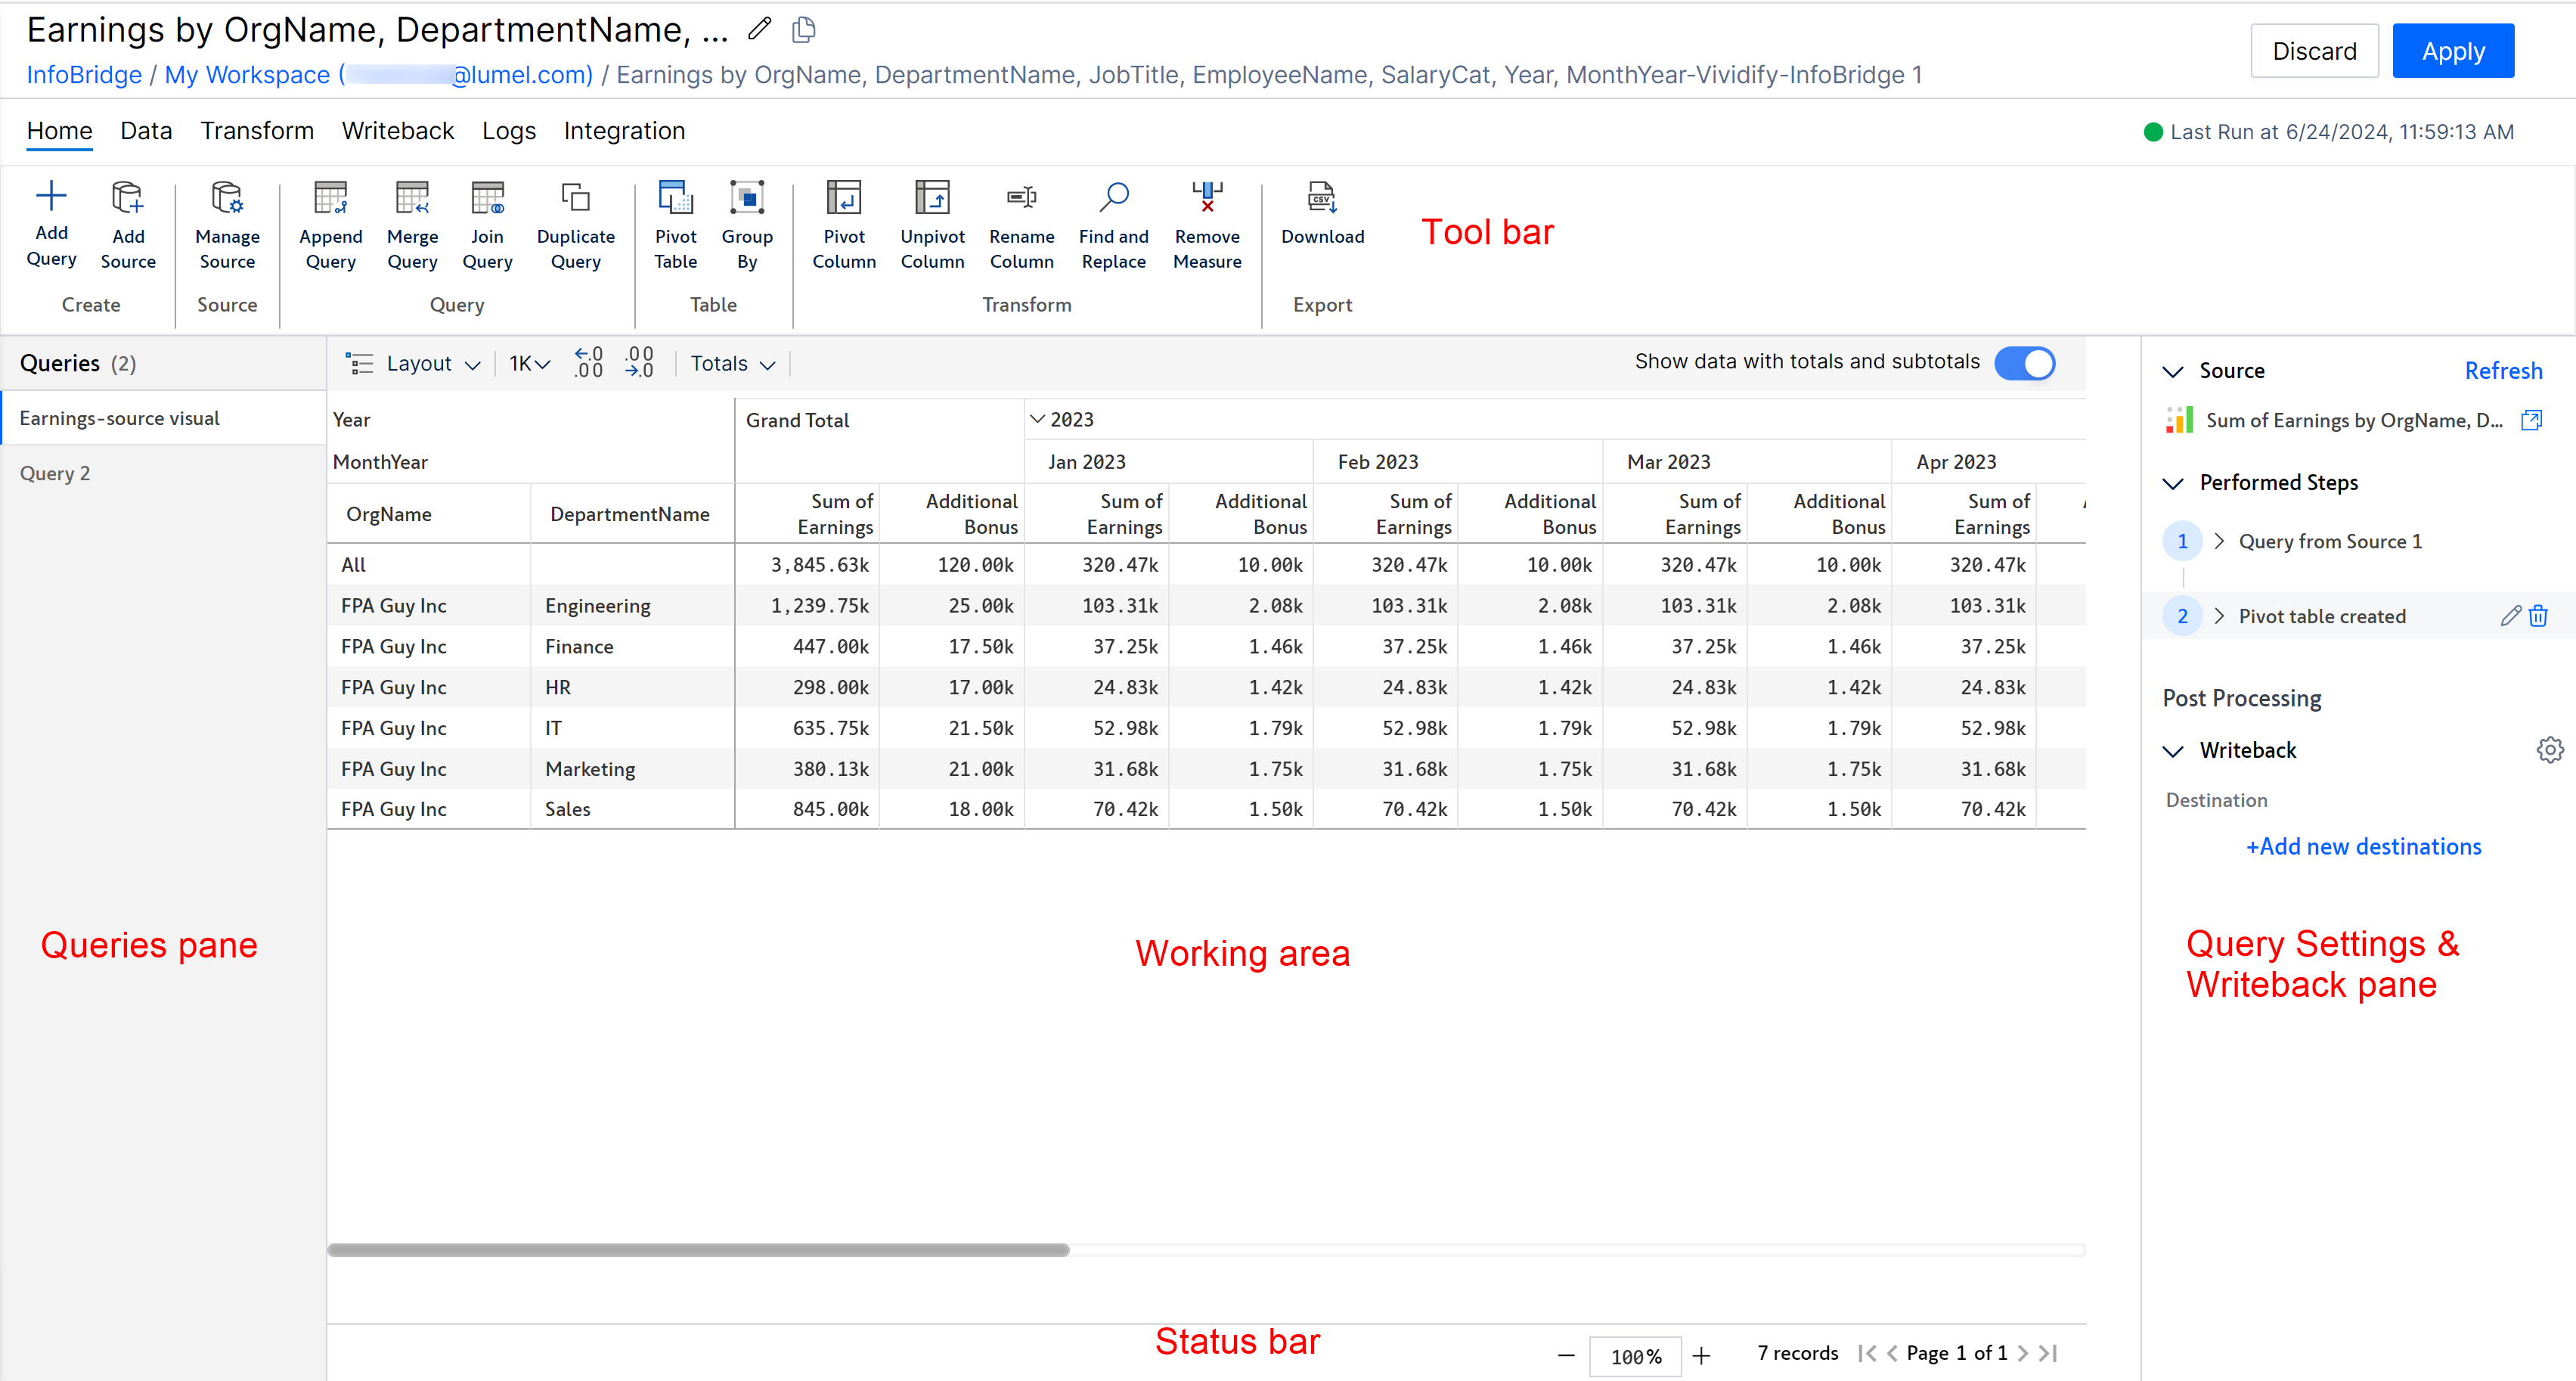 Earnings by OrgName, DepartmentName, ...
InfoBridge / My Workspace ( @lumel.com) / Earnings by OrgName, DepartmentName, JobTitle, EmployeeName, SalaryCat, Year, MonthYear-Vividify-InfoBridge 1
Discard
Apply
Home Data Transform Writeback Logs Integration
Last Run at 6/24/2024, 11:59:13 AM
Add Query
Add Source
Create
Manage Source
Source
Append Query
Merge Query
Join Query
Duplicate Query
Query
Pivot Table
Group By
Table
Pivot Column
Unpivot Column
Rename Column
Find and Replace
Remove Measure
Transform
CSV
Download
Export
Tool bar
Queries (2)
Earnings-source visual
Query 2
Queries pane
Layout 1K .0 .00 .00 .0 Totals
Show data with totals and subtotals
Year Grand Total 2023
MonthYear Jan 2023 Feb 2023 Mar 2023 Apr 2023
OrgName DepartmentName Sum of Earnings Additional Bonus Sum of Earnings Additional Bonus Sum of Earnings Additional Bonus Sum of Earnings Additional Bonus Sum of Earnings
All 3,845.63k 120.00k 320.47k 10.00k 320.47k 10.00k 320.47k 10.00k 320.47k
FPA Guy Inc Engineering 1,239.75k 25.00k 103.31k 2.08k 103.31k 2.08k 103.31k 2.08k 103.31k
FPA Guy Inc Finance 447.00k 17.50k 37.25k 1.46k 37.25k 1.46k 37.25k 1.46k 37.25k
FPA Guy Inc HR 298.00k 17.00k 24.83k 1.42k 24.83k 1.42k 24.83k 1.42k 24.83k
FPA Guy Inc IT 635.75k 21.50k 52.98k 1.79k 52.98k 1.79k 52.98k 1.79k 52.98k
FPA Guy Inc Marketing 380.13k 21.00k 31.68k 1.75k 31.68k 1.75k 31.68k 1.75k 31.68k
FPA Guy Inc Sales 845.00k 18.00k 70.42k 1.50k 70.42k 1.50k 70.42k 1.50k 70.42k
Working area
Status bar
100% 7 records Page 1 of 1
Source Refresh
Sum of Earnings by OrgName, D...
Performed Steps
1 Query from Source 1
2 Pivot table created
Post Processing
Writeback
Destination
+Add new destinations
Query Settings &
Writeback pane